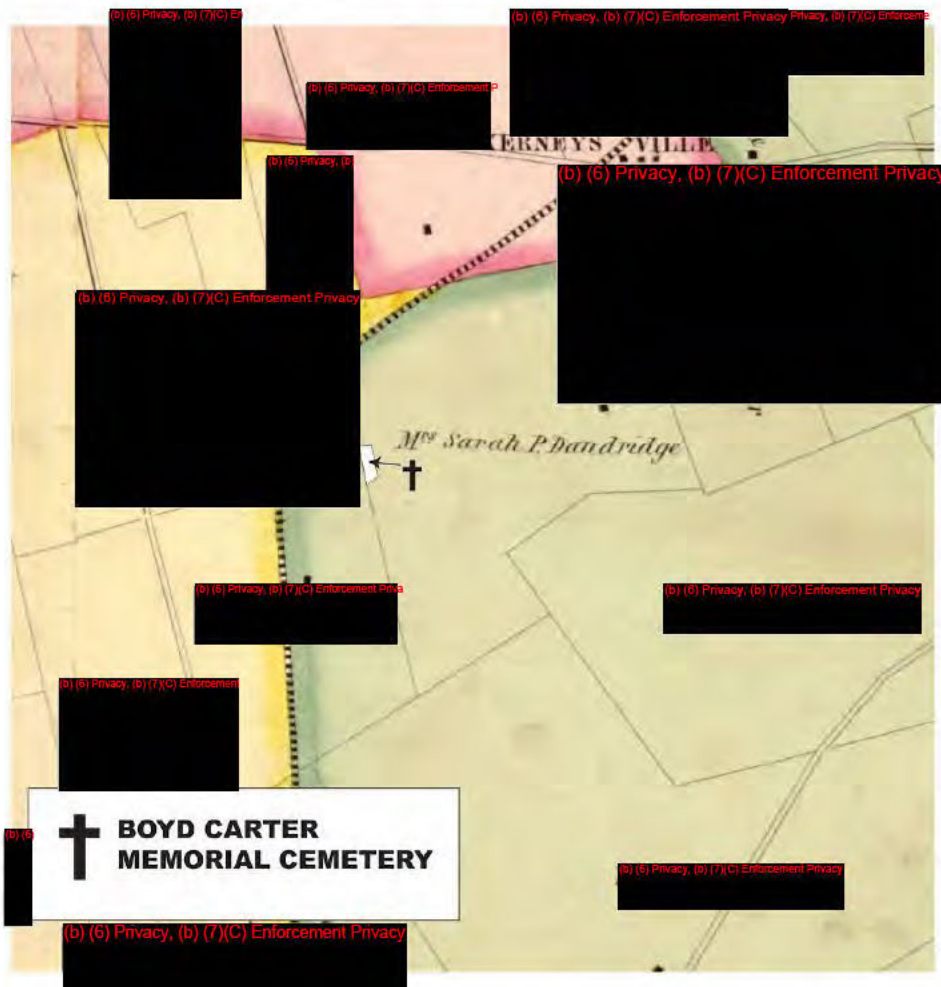 (b) (6) Privacy, (b) (7)(C) En
(b) (6) Privacy, (b) (7)(C) Enforcement Privacy
Privacy, (b) (7)(C) Enforceme
(b) (6) Privacy, (b) (7)(C) Enforcement P
KERNEYSVILLE
(b) (6) Privacy, (b)
(b) (6) Privacy, (b) (7)(C) Enforcement Privacy
(b) (6) Privacy, (b) (7)(C) Enforcement Privacy
Mrs Sarah P. Dandridge
(b) (6) Privacy, (b) (7)(C) Enforcement Priva
(b) (6) Privacy, (b) (7)(C) Enforcement Privacy
(b) (6) Privacy, (b) (7)(C) Enforcement
BOYD CARTER
MEMORIAL CEMETERY
(b) (6)
(b) (6) Privacy, (b) (7)(C) Enforcement Privacy
(b) (6) Privacy, (b) (7)(C) Enforcement Privacy